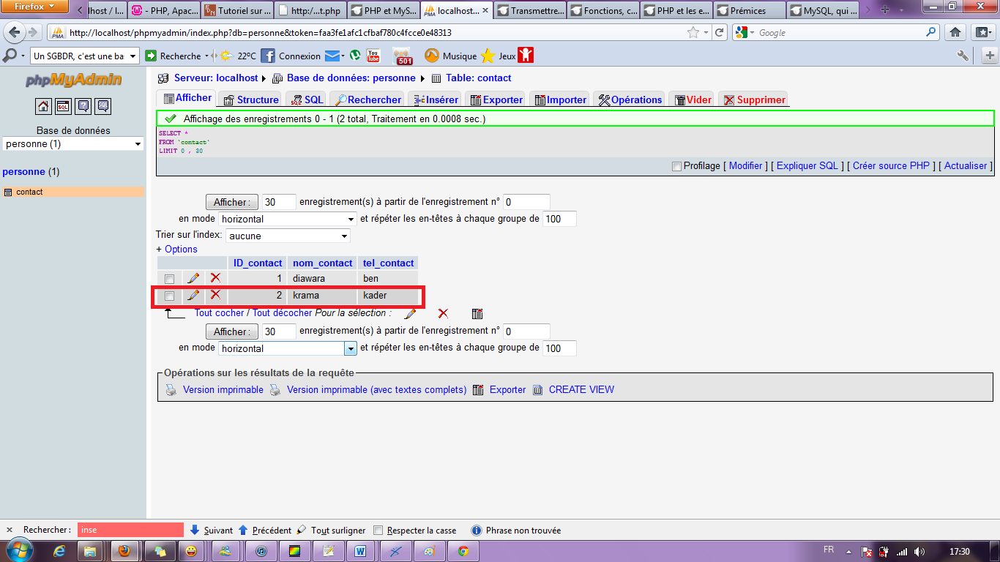 Firefox
lhost / l...
- PHP, Apac...
Tutoriel sur ...
http:/...t.php
PHP et MyS...
localhost...
Transmettre...
Fonctions, c...
PHP et les e...
Prémices
MySQL, qui ...
http://localhost/phpmyadmin/index.php?db=personne&token=faa3fe1afc1cfbaf780c4fcce0e48313
Google
Un SGBDR, c'est une ba
Recherche
22ºC
Connexion
You Tube
501
Musique
Jeux
phpMyAdmin
SQL
Base de données
personne (1)
personne (1)
contact
Serveur: localhost
Base de données: personne
Table: contact
Afficher
Structure
SQL
Rechercher
Insérer
Exporter
Importer
Opérations
Vider
Supprimer
Affichage des enregistrements 0 - 1 (2 total, Traitement en 0.0008 sec.)
SELECT *
FROM `contact`
LIMIT 0 , 30
Profilage [ Modifier ] [ Expliquer SQL ] [ Créer source PHP ] [ Actualiser ]
Afficher : 30 enregistrement(s) à partir de l'enregistrement n° 0
en mode horizontal et répéter les en-têtes à chaque groupe de 100
Trier sur l'index: aucune
+ Options
ID_contact nom_contact tel_contact
1 diawara ben
2 krama kader
Tout cocher / Tout décocher Pour la sélection :
Afficher : 30 enregistrement(s) à partir de l'enregistrement n° 0
en mode horizontal et répéter les en-têtes à chaque groupe de 100
Opérations sur les résultats de la requête
Version imprimable
Version imprimable (avec textes complets)
Exporter
CREATE VIEW
Rechercher : inse
Suivant
Précédent
Tout surligner
Respecter la casse
Phrase non trouvée
FR
17:30